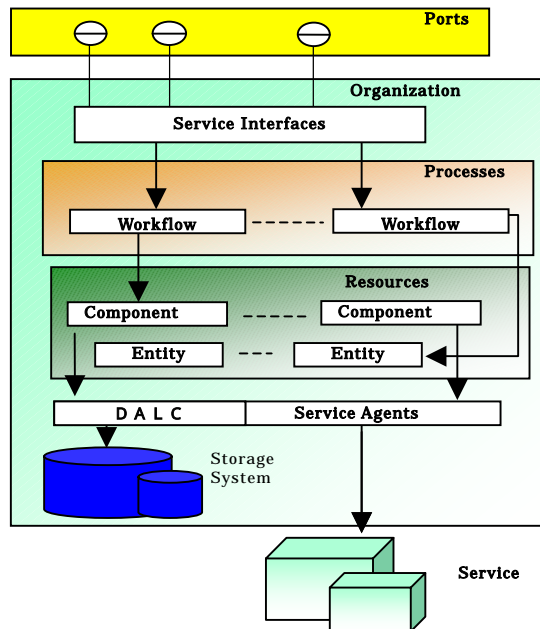 Ports
Organization
Service Interfaces
Processes
Workflow
Workflow
Resources
Component
Component
Entity
Entity
D A L C
Service Agents
Storage
System
Service